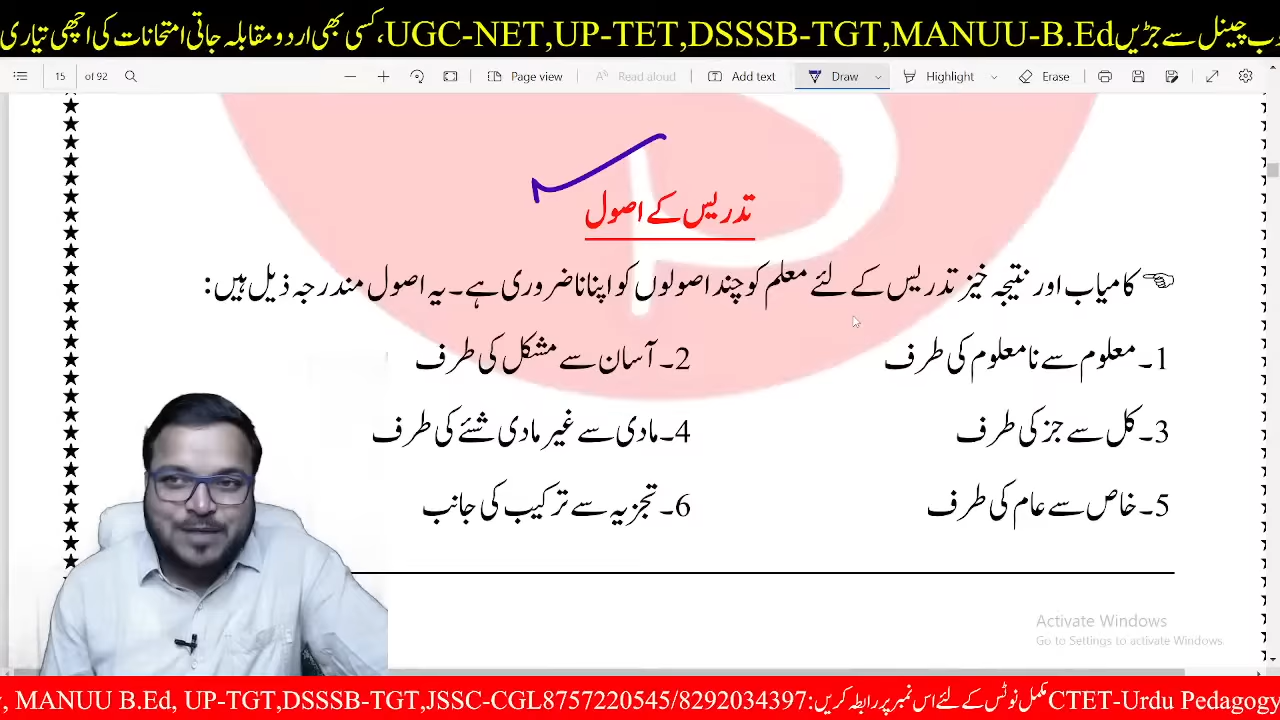 ب چینل سے جڑیں UGC-NET,UP-TET,DSSSB-TGT,MANUU-B.Ed، کسی بھی اردو مقابلہ جاتی امتحانات کی اچھی تیاری
15 of 92 Page view Read aloud Add text Draw Highlight Erase
تدریس کے اصول
کامیاب اور نتیجہ خیز تدریس کے لئے معلم کو چند اصولوں کو اپنانا ضروری ہے۔ یہ اصول مندرجہ ذیل ہیں:
1۔ معلوم سے نامعلوم کی طرف 2۔ آسان سے مشکل کی طرف
3۔ کل سے جز کی طرف 4۔ مادی سے غیر مادی شئے کی طرف
5۔ خاص سے عام کی طرف 6۔ تجزیہ سے ترکیب کی جانب
Activate Windows
Go to Settings to activate Windows.
CTET-Urdu Pedagogy مکمل نوٹس کے لئے اس نمبر پر رابطہ کریں: 8757220545/8292034397 , MANUU B.Ed, UP-TGT,DSSSB-TGT,JSSC-CGL